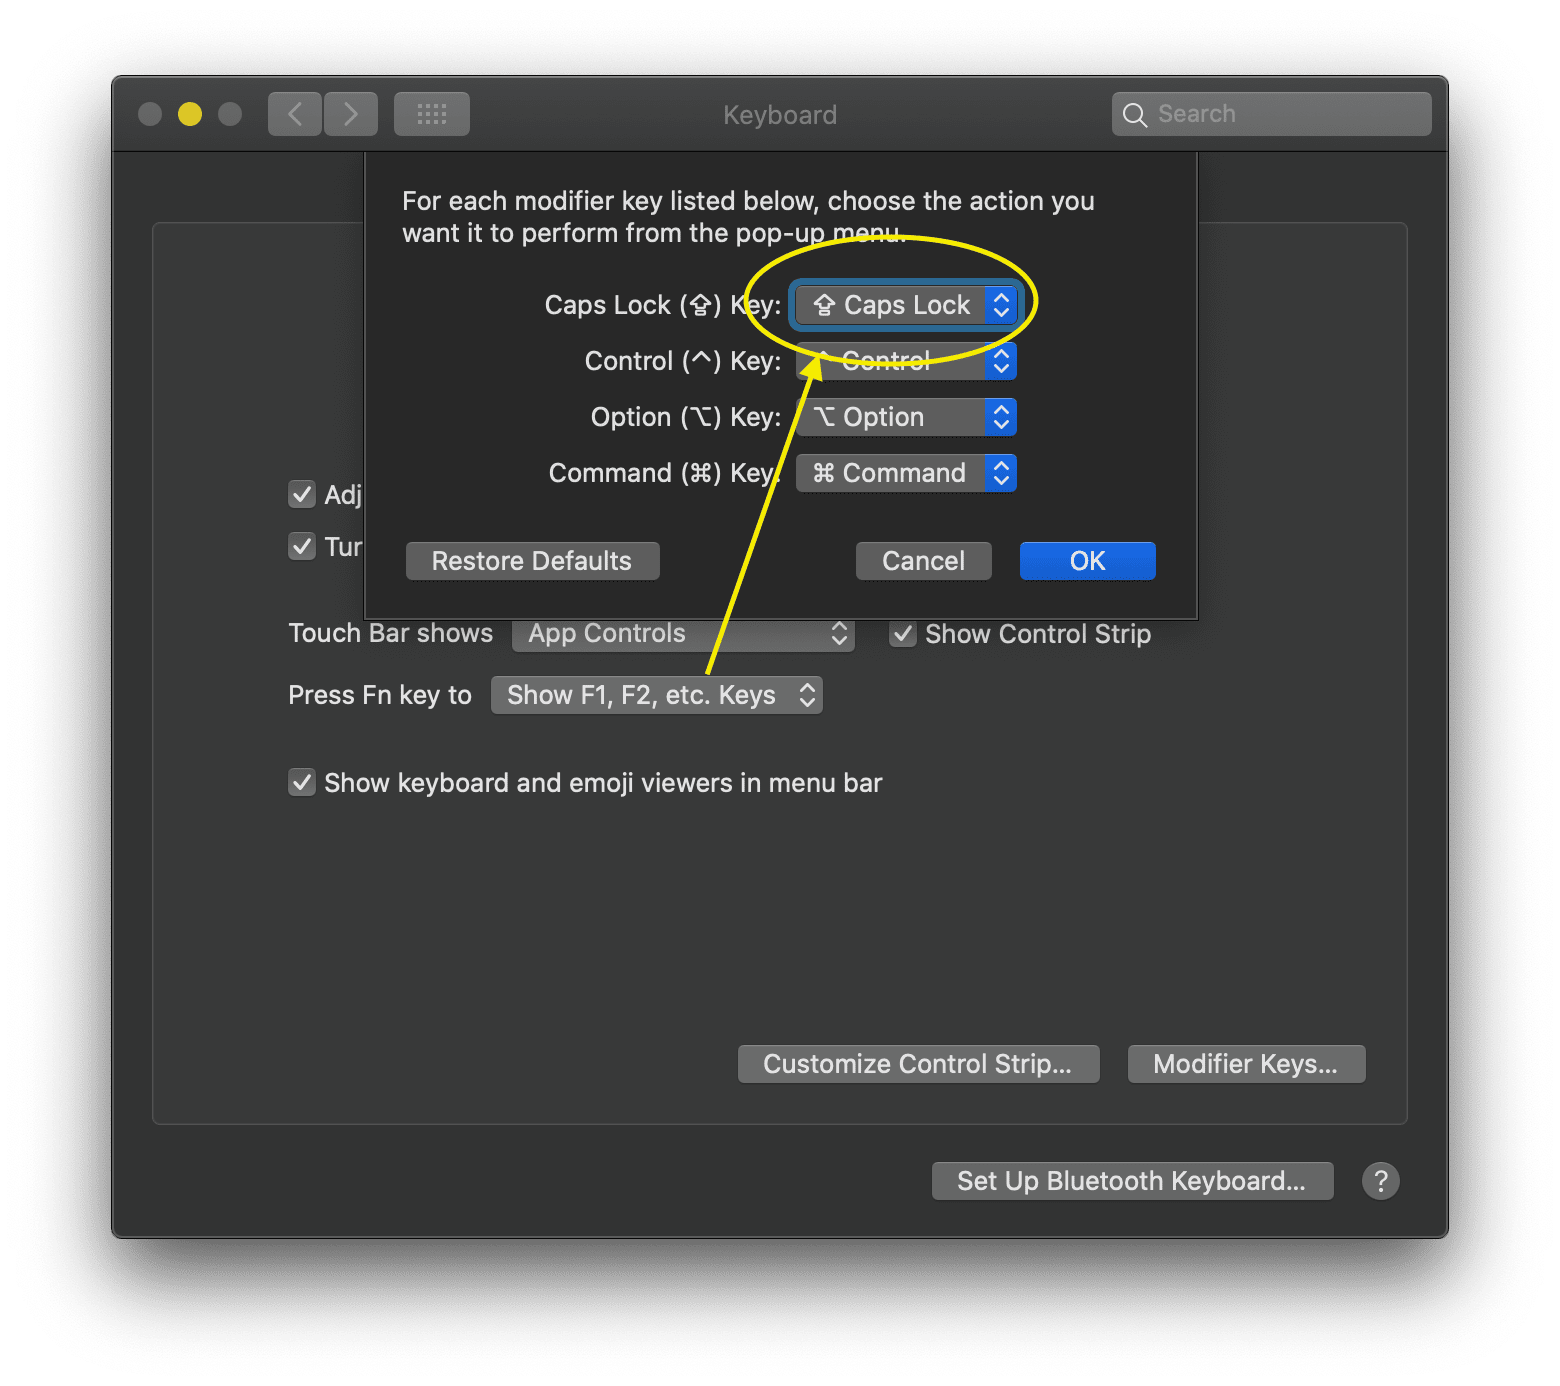 Keyboard
Search
For each modifier key listed below, choose the action you
want it to perform from the pop-up menu.
Caps Lock (⇪) Key: ⇪ Caps Lock
Control (^) Key: ^ Control
Option (⌥) Key: ⌥ Option
Command (⌘) Key: ⌘ Command
Adj
Tur
Restore Defaults Cancel OK
Touch Bar shows App Controls Show Control Strip
Press Fn key to Show F1, F2, etc. Keys
Show keyboard and emoji viewers in menu bar
Customize Control Strip... Modifier Keys...
Set Up Bluetooth Keyboard... ?